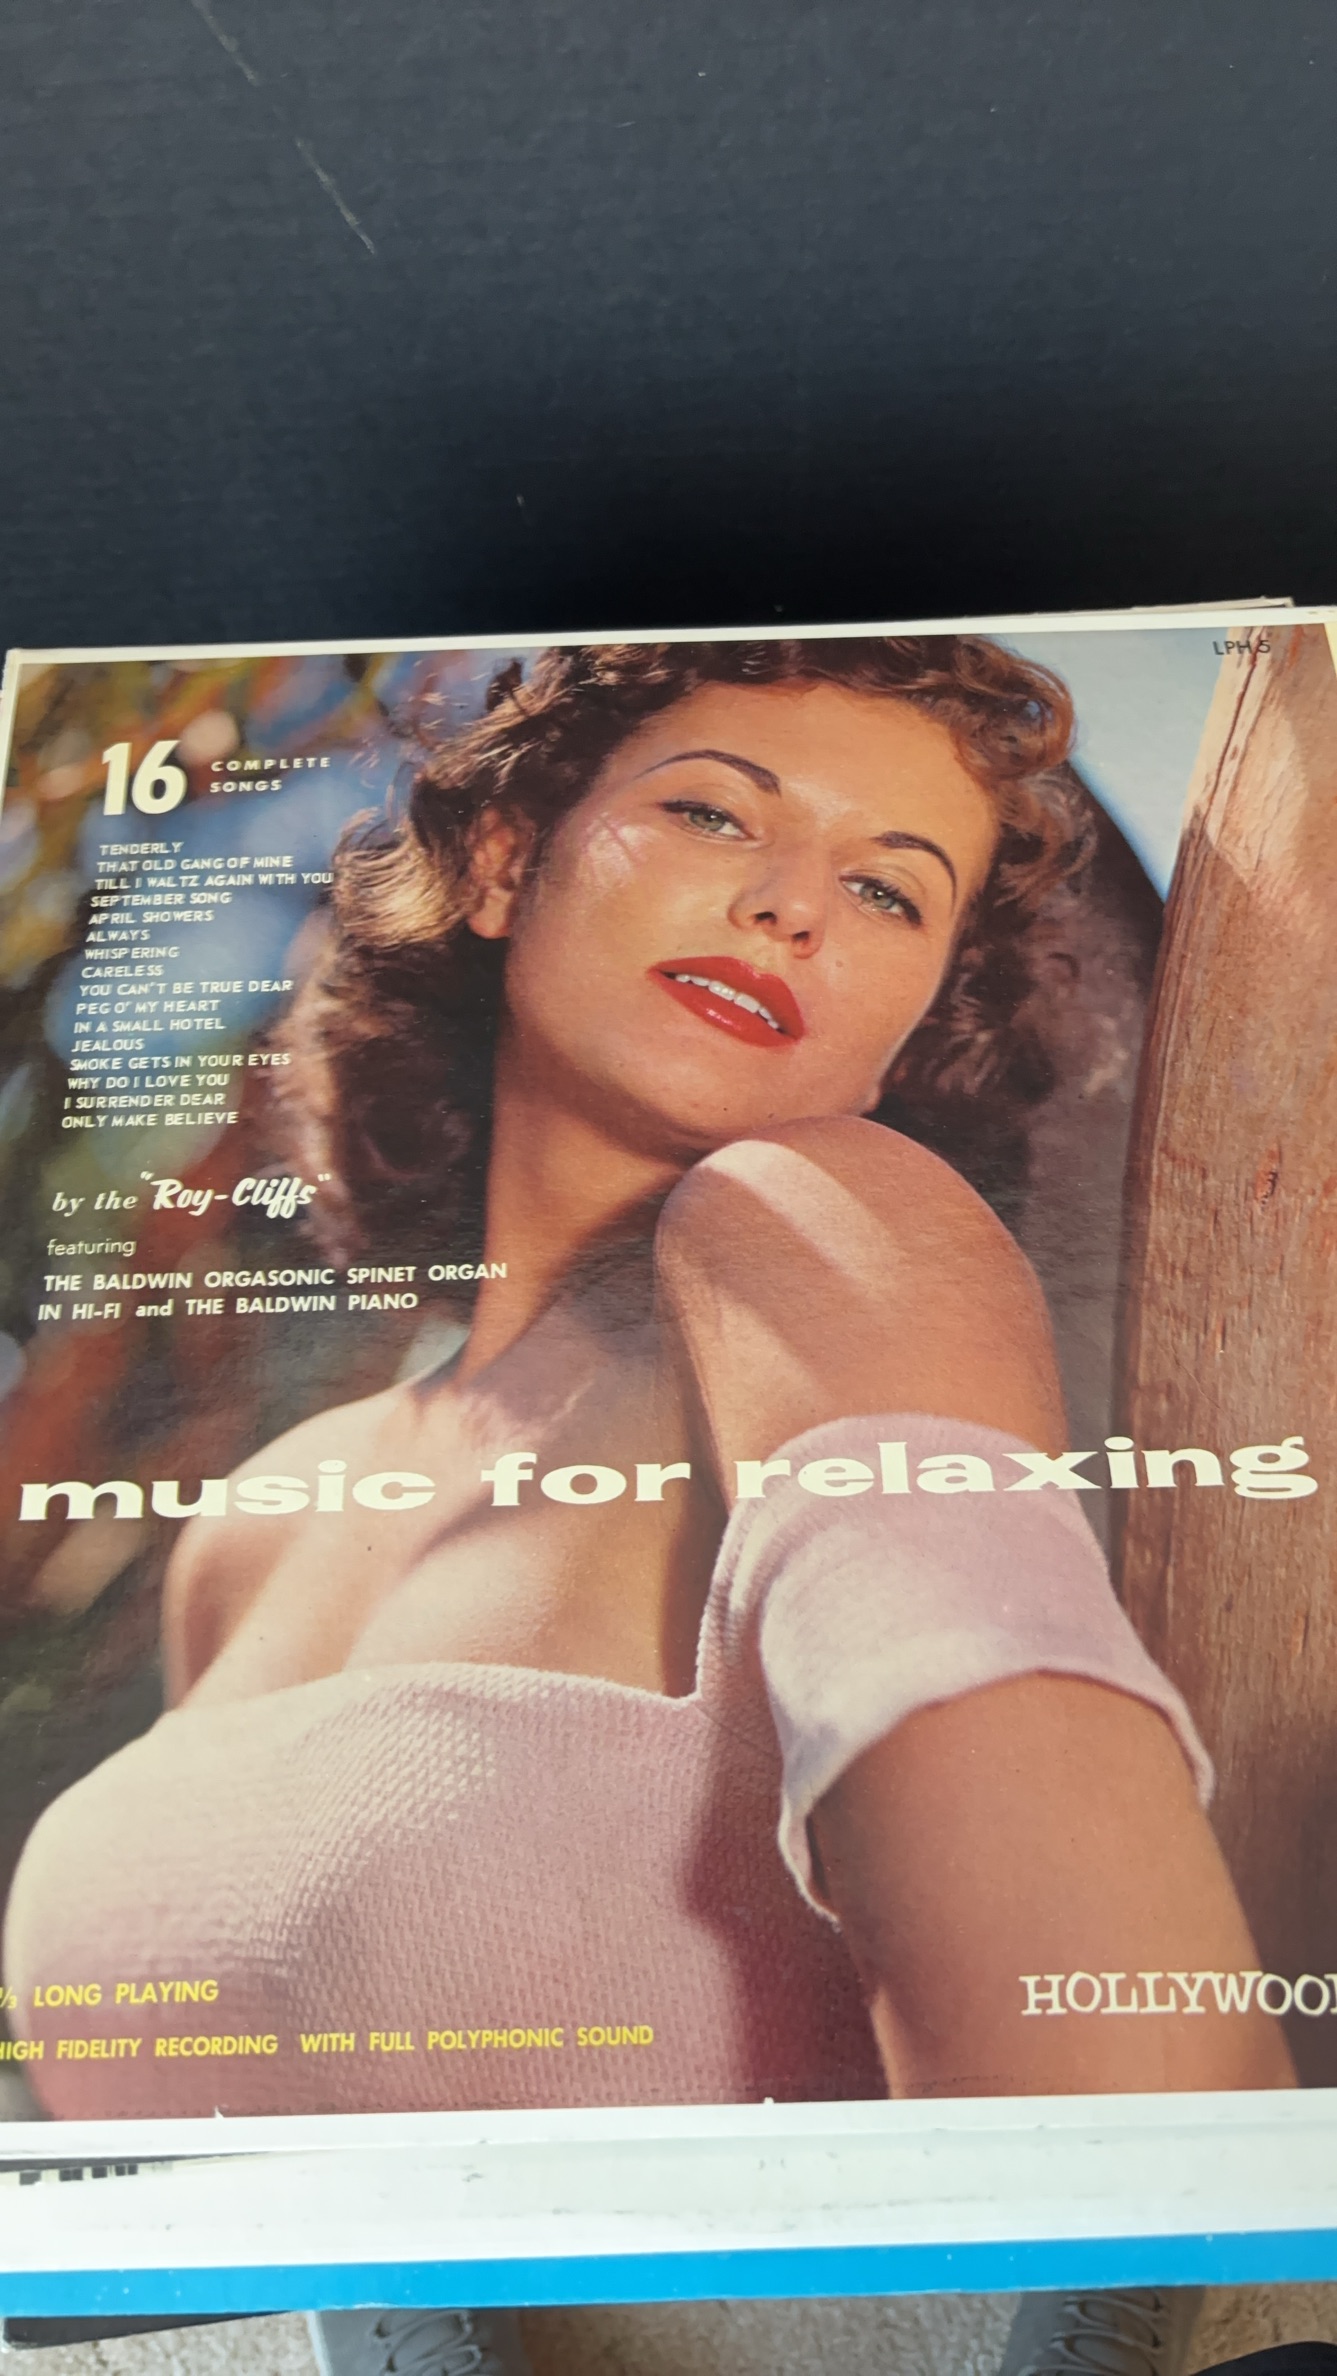 LPH 5
16 COMPLETE
SONGS
TENDERLY
THAT OLD GANG OF MINE
TILL I WALTZ AGAIN WITH YOU
SEPTEMBER SONG
APRIL SHOWERS
ALWAYS
WHISPERING
CARELESS
YOU CAN'T BE TRUE DEAR
PEG O' MY HEART
IN A SMALL HOTEL
JEALOUS
SMOKE GETS IN YOUR EYES
WHY DO I LOVE YOU
I SURRENDER DEAR
ONLY MAKE BELIEVE
by the "Roy-Cliffs"
featuring
THE BALDWIN ORGASONIC SPINET ORGAN
IN HI-FI and THE BALDWIN PIANO
music for relaxing
LONG PLAYING
HIGH FIDELITY RECORDING WITH FULL POLYPHONIC SOUND
HOLLYWOO